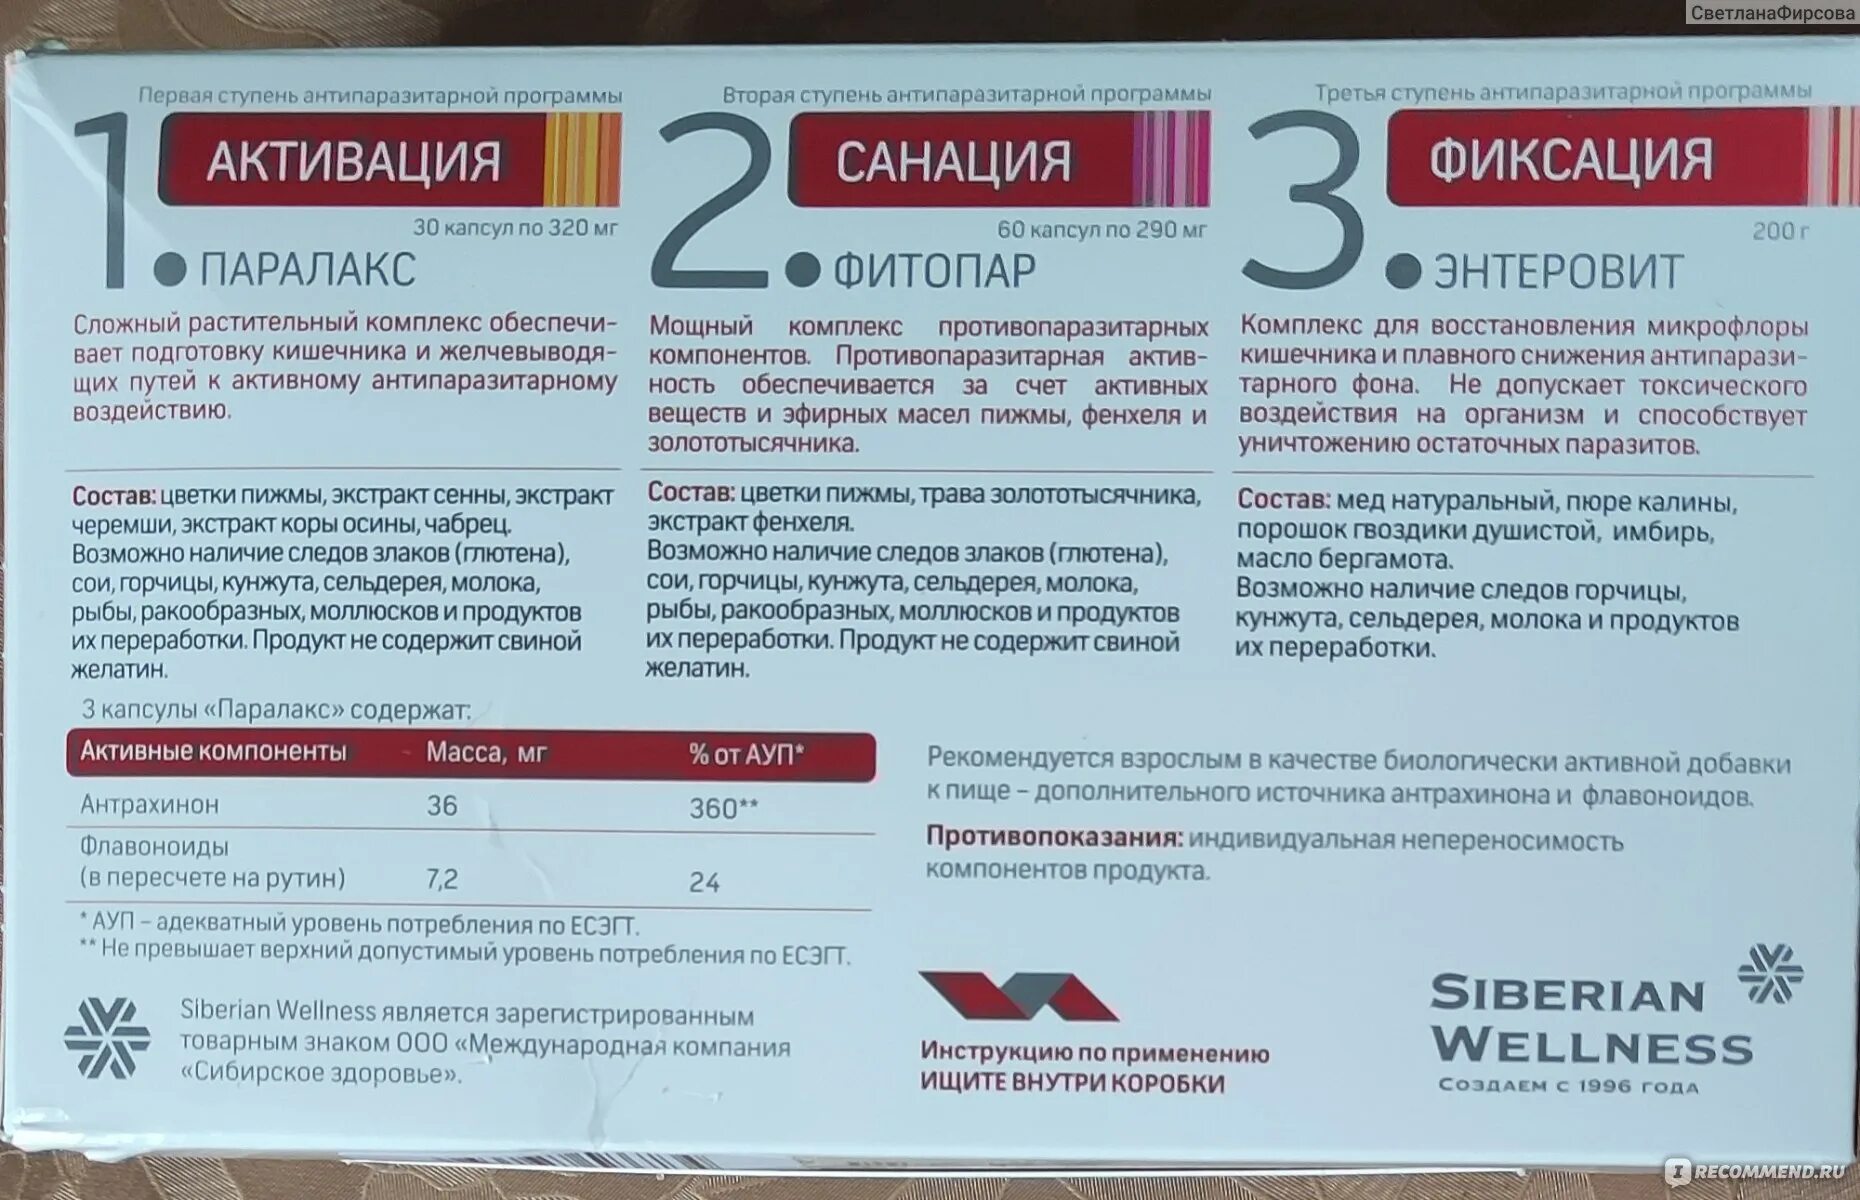 СветланаФирсова
Первая ступень антипаразитарной программы
1.
АКТИВАЦИЯ
30 капсул по 320 мг
ПАРАЛАКС
Сложный растительный комплекс обеспечи-
вает подготовку кишечника и желчевыводя-
щих путей к активному антипаразитарному
воздействию.
Состав: цветки пижмы, экстракт сенны, экстракт
черемши, экстракт коры осины, чабрец.
Возможно наличие следов злаков (глютена),
сои, горчицы, кунжута, сельдерея, молока,
рыбы, ракообразных, моллюсков и продуктов
их переработки. Продукт не содержит свиной
желатин.
Вторая ступень антипаразитарной программы
2.
САНАЦИЯ
60 капсул по 290 мг
ФИТОПАР
Мощный комплекс противопаразитарных
компонентов. Противопаразитарная актив-
ность обеспечивается за счет активных
веществ и эфирных масел пижмы, фенхеля и
золототысячника.
Состав: цветки пижмы, трава золототысячника,
экстракт фенхеля.
Возможно наличие следов злаков (глютена),
сои, горчицы, кунжута, сельдерея, молока,
рыбы, ракообразных, моллюсков и продуктов
их переработки. Продукт не содержит свиной
желатин.
Третья ступень антипаразитарной программы
3.
ФИКСАЦИЯ
200 г
ЭНТЕРОВИТ
Комплекс для восстановления микрофлоры
кишечника и плавного снижения антипарази-
тарного фона. Не допускает токсического
воздействия на организм и способствует
уничтожению остаточных паразитов.
Состав: мед натуральный, пюре калины,
порошок гвоздики душистой, имбирь,
масло бергамота.
Возможно наличие следов горчицы,
кунжута, сельдерея, молока и продуктов
их переработки.
3 капсулы «Паралакс» содержат:
Активные компоненты Масса, мг % от АУП*
Антрахинон 36 360**
Флавоноиды
(в пересчете на рутин) 7,2 24
* АУП – адекватный уровень потребления по ЕСЭГТ.
** Не превышает верхний допустимый уровень потребления по ЕСЭГТ.
Siberian Wellness является зарегистрированным
товарным знаком ООО «Международная компания
«Сибирское здоровье».
Рекомендуется взрослым в качестве биологически активной добавки
к пище – дополнительного источника антрахинона и флавоноидов.
Противопоказания: индивидуальная непереносимость
компонентов продукта.
Инструкцию по применению
ИЩИТЕ ВНУТРИ КОРОБКИ
SIBERIAN
WELLNESS
СОЗДАЕМ С 1996 ГОДА
IRECOMMEND.RU